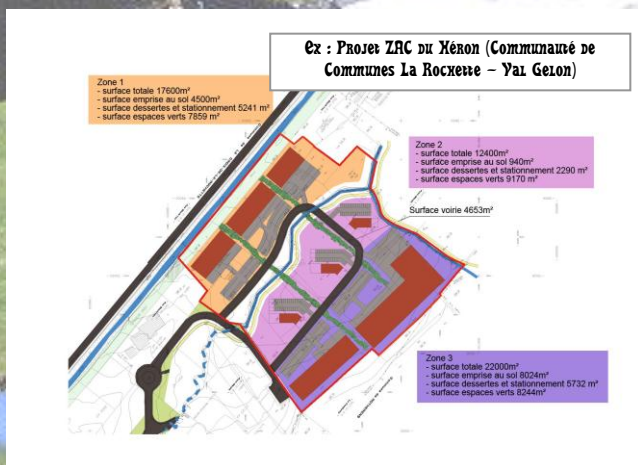 Ex : Projet ZAC du Héron (Communauté de
Communes La Rochette – Val Gelon)
Zone 1
- surface totale 17600m²
- surface emprise au sol 4500m²
- surface dessertes et stationnement 5241 m²
- surface espaces verts 7859 m²
Zone 2
- surface totale 12400m²
- surface emprise au sol 940m²
- surface dessertes et stationnement 2290 m²
- surface espaces verts 9170 m²
Surface voirie 4653m²
Zone 3
- surface totale 22000m²
- surface emprise au sol 8024m²
- surface dessertes et stationnement 5732 m²
- surface espaces verts 8244m²